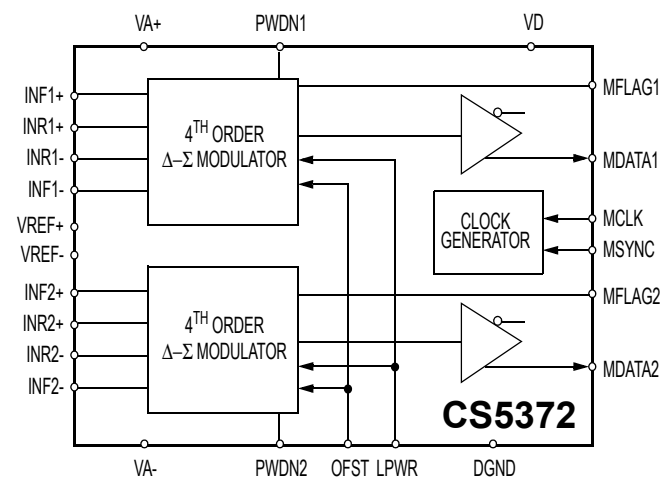 VA+ PWDN1 VD
INF1+
INR1+
INR1-
INF1-
VREF+
VREF-
INF2+
INR2+
INR2-
INF2-
4TH ORDER
Δ–Σ MODULATOR
4TH ORDER
Δ–Σ MODULATOR
CLOCK
GENERATOR
MFLAG1
MDATA1
MCLK
MSYNC
MFLAG2
MDATA2
CS5372
VA- PWDN2 OFST LPWR DGND